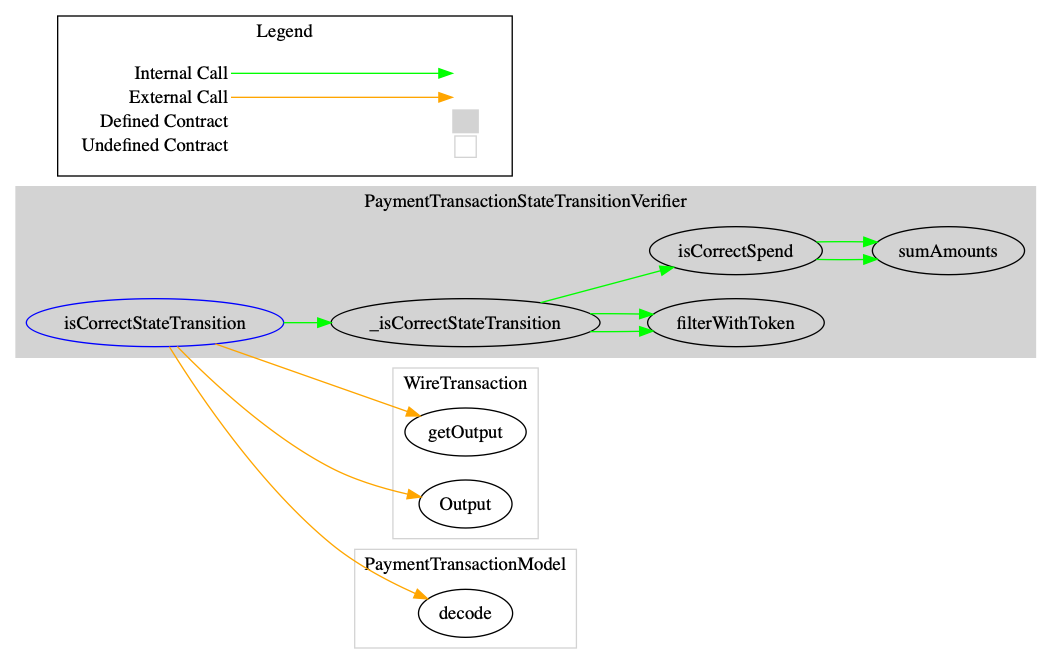 Legend
Internal Call
External Call
Defined Contract
Undefined Contract
PaymentTransactionStateTransitionVerifier
isCorrectSpend
sumAmounts
isCorrectStateTransition
_isCorrectStateTransition
filterWithToken
WireTransaction
getOutput
Output
PaymentTransactionModel
decode